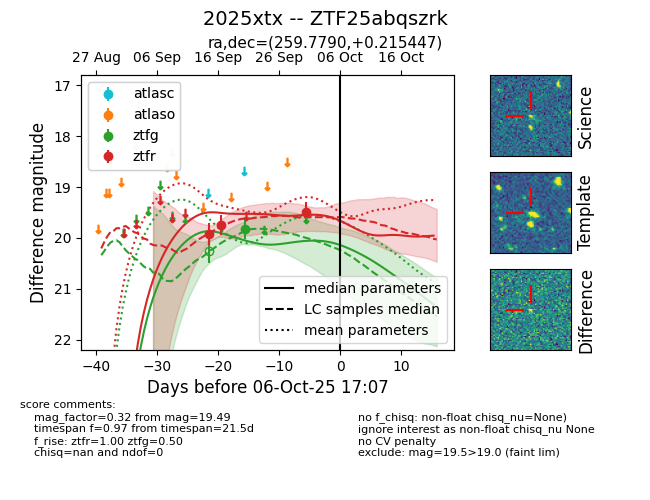 2025xtx -- ZTF25abqszrk
ra,dec=(259.7790,+0.215447)
27 Aug 06 Sep 16 Sep 26 Sep 06 Oct 16 Oct
17
18
19
20
21
22
Difference magnitude
atlasc
atlaso
ztfg
ztfr
median parameters
LC samples median
mean parameters
−40 −30 −20 −10 0 10
Days before 06-Oct-25 17:07
Science
Template
Difference
score comments:
mag_factor=0.32 from mag=19.49
timespan f=0.97 from timespan=21.5d
f_rise: ztfr=1.00 ztfg=0.50
chisq=nan and ndof=0
no f_chisq: non-float chisq_nu=None)
ignore interest as non-float chisq_nu None
no CV penalty
exclude: mag=19.5>19.0 (faint lim)